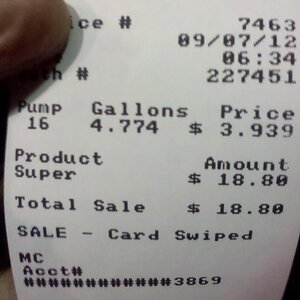 ice # 7463
09/07/12
06:34
th # 227451
Pump Gallons Price
16 4.774 $ 3.939
Product Amount
Super $ 18.80
Total Sale $ 18.80
SALE - Card Swiped
MC
Acct#
############3869